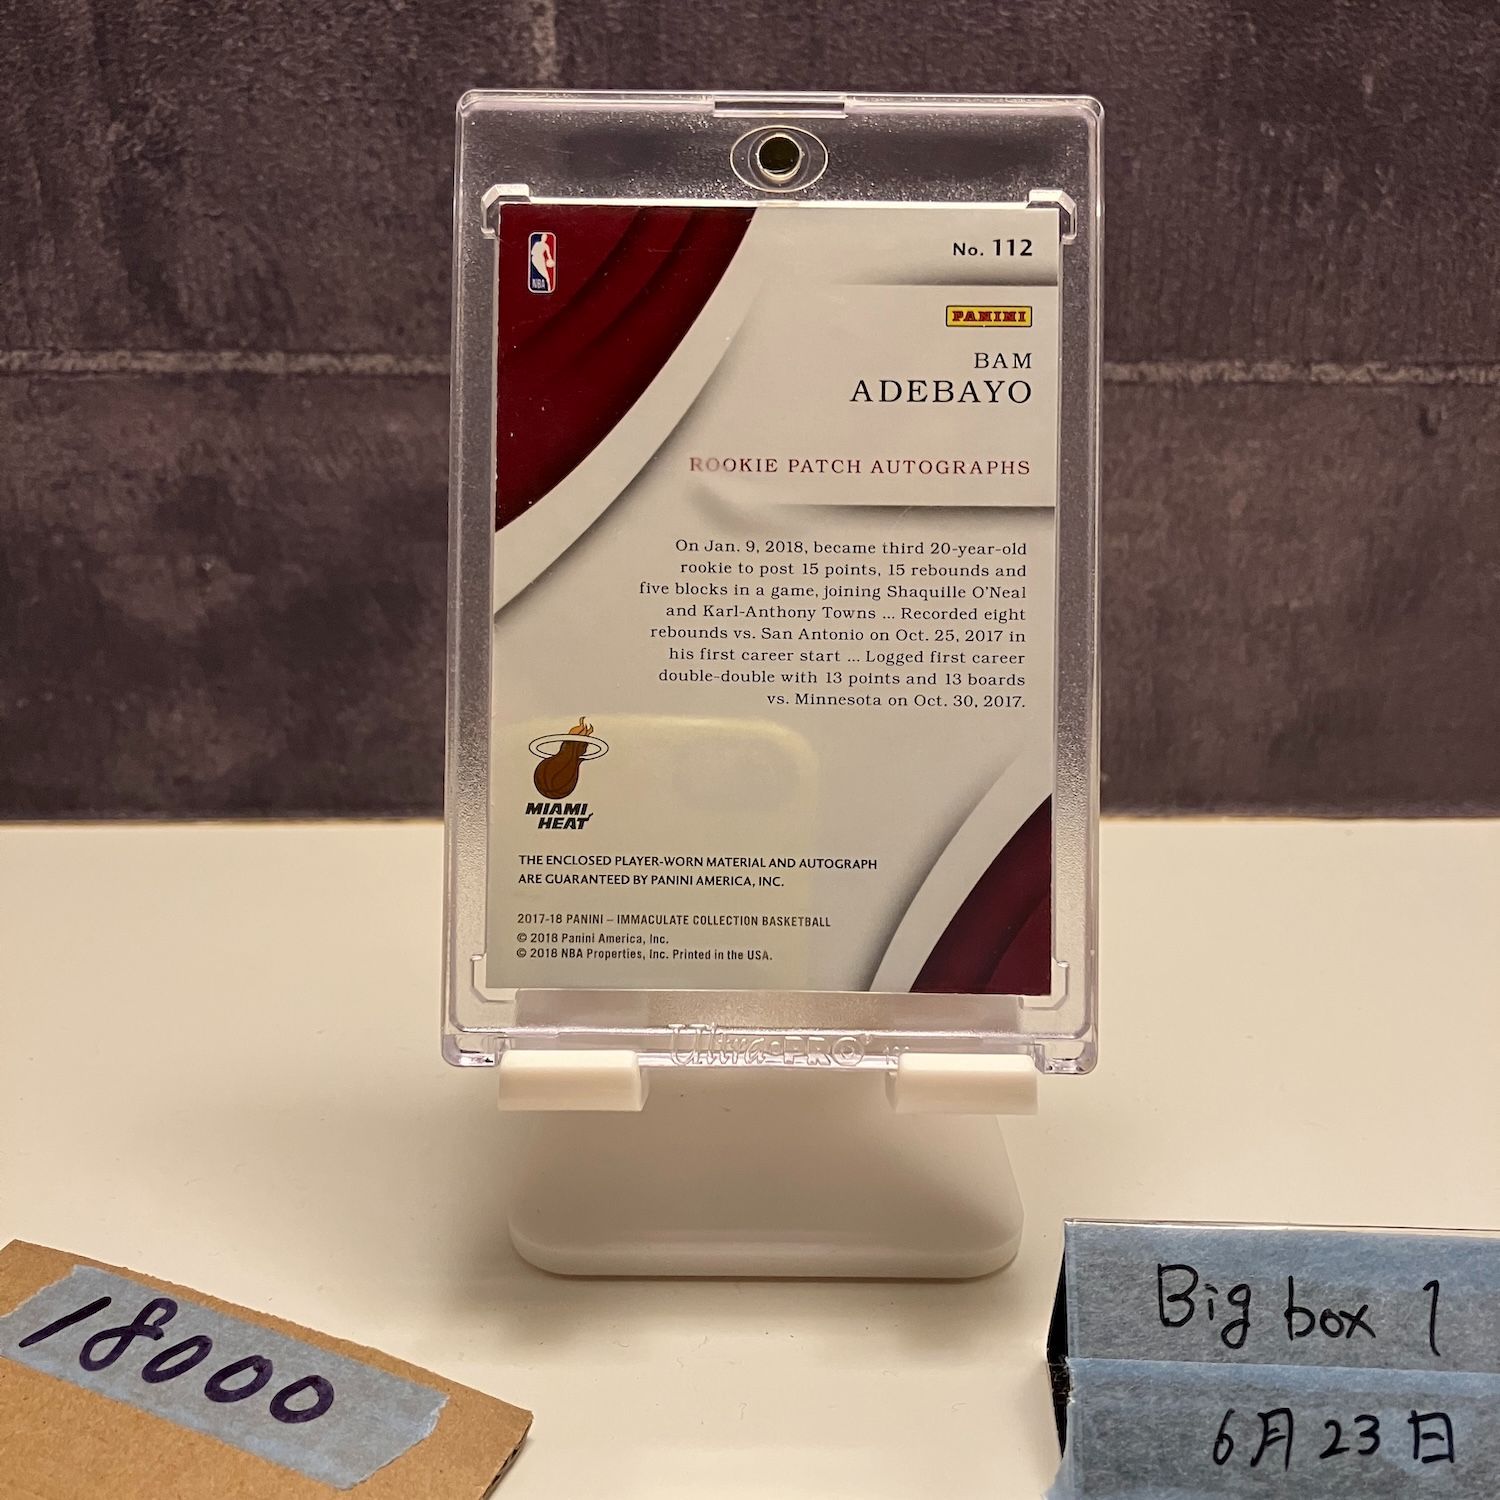 No. 112
NBA
PANINI
BAM
ADEBAYO
ROOKIE PATCH AUTOGRAPHS
On Jan. 9, 2018, became third 20-year-old
rookie to post 15 points, 15 rebounds and
five blocks in a game, joining Shaquille O'Neal
and Karl-Anthony Towns ... Recorded eight
rebounds vs. San Antonio on Oct. 25, 2017 in
his first career start ... Logged first career
double-double with 13 points and 13 boards
vs. Minnesota on Oct. 30, 2017.
MIAMI
HEAT
THE ENCLOSED PLAYER-WORN MATERIAL AND AUTOGRAPH
ARE GUARANTEED BY PANINI AMERICA, INC.
2017-18 PANINI – IMMACULATE COLLECTION BASKETBALL
© 2018 Panini America, Inc.
© 2018 NBA Properties, Inc. Printed in the USA.
Ultra PRO
18000
Big box 1
6月23日